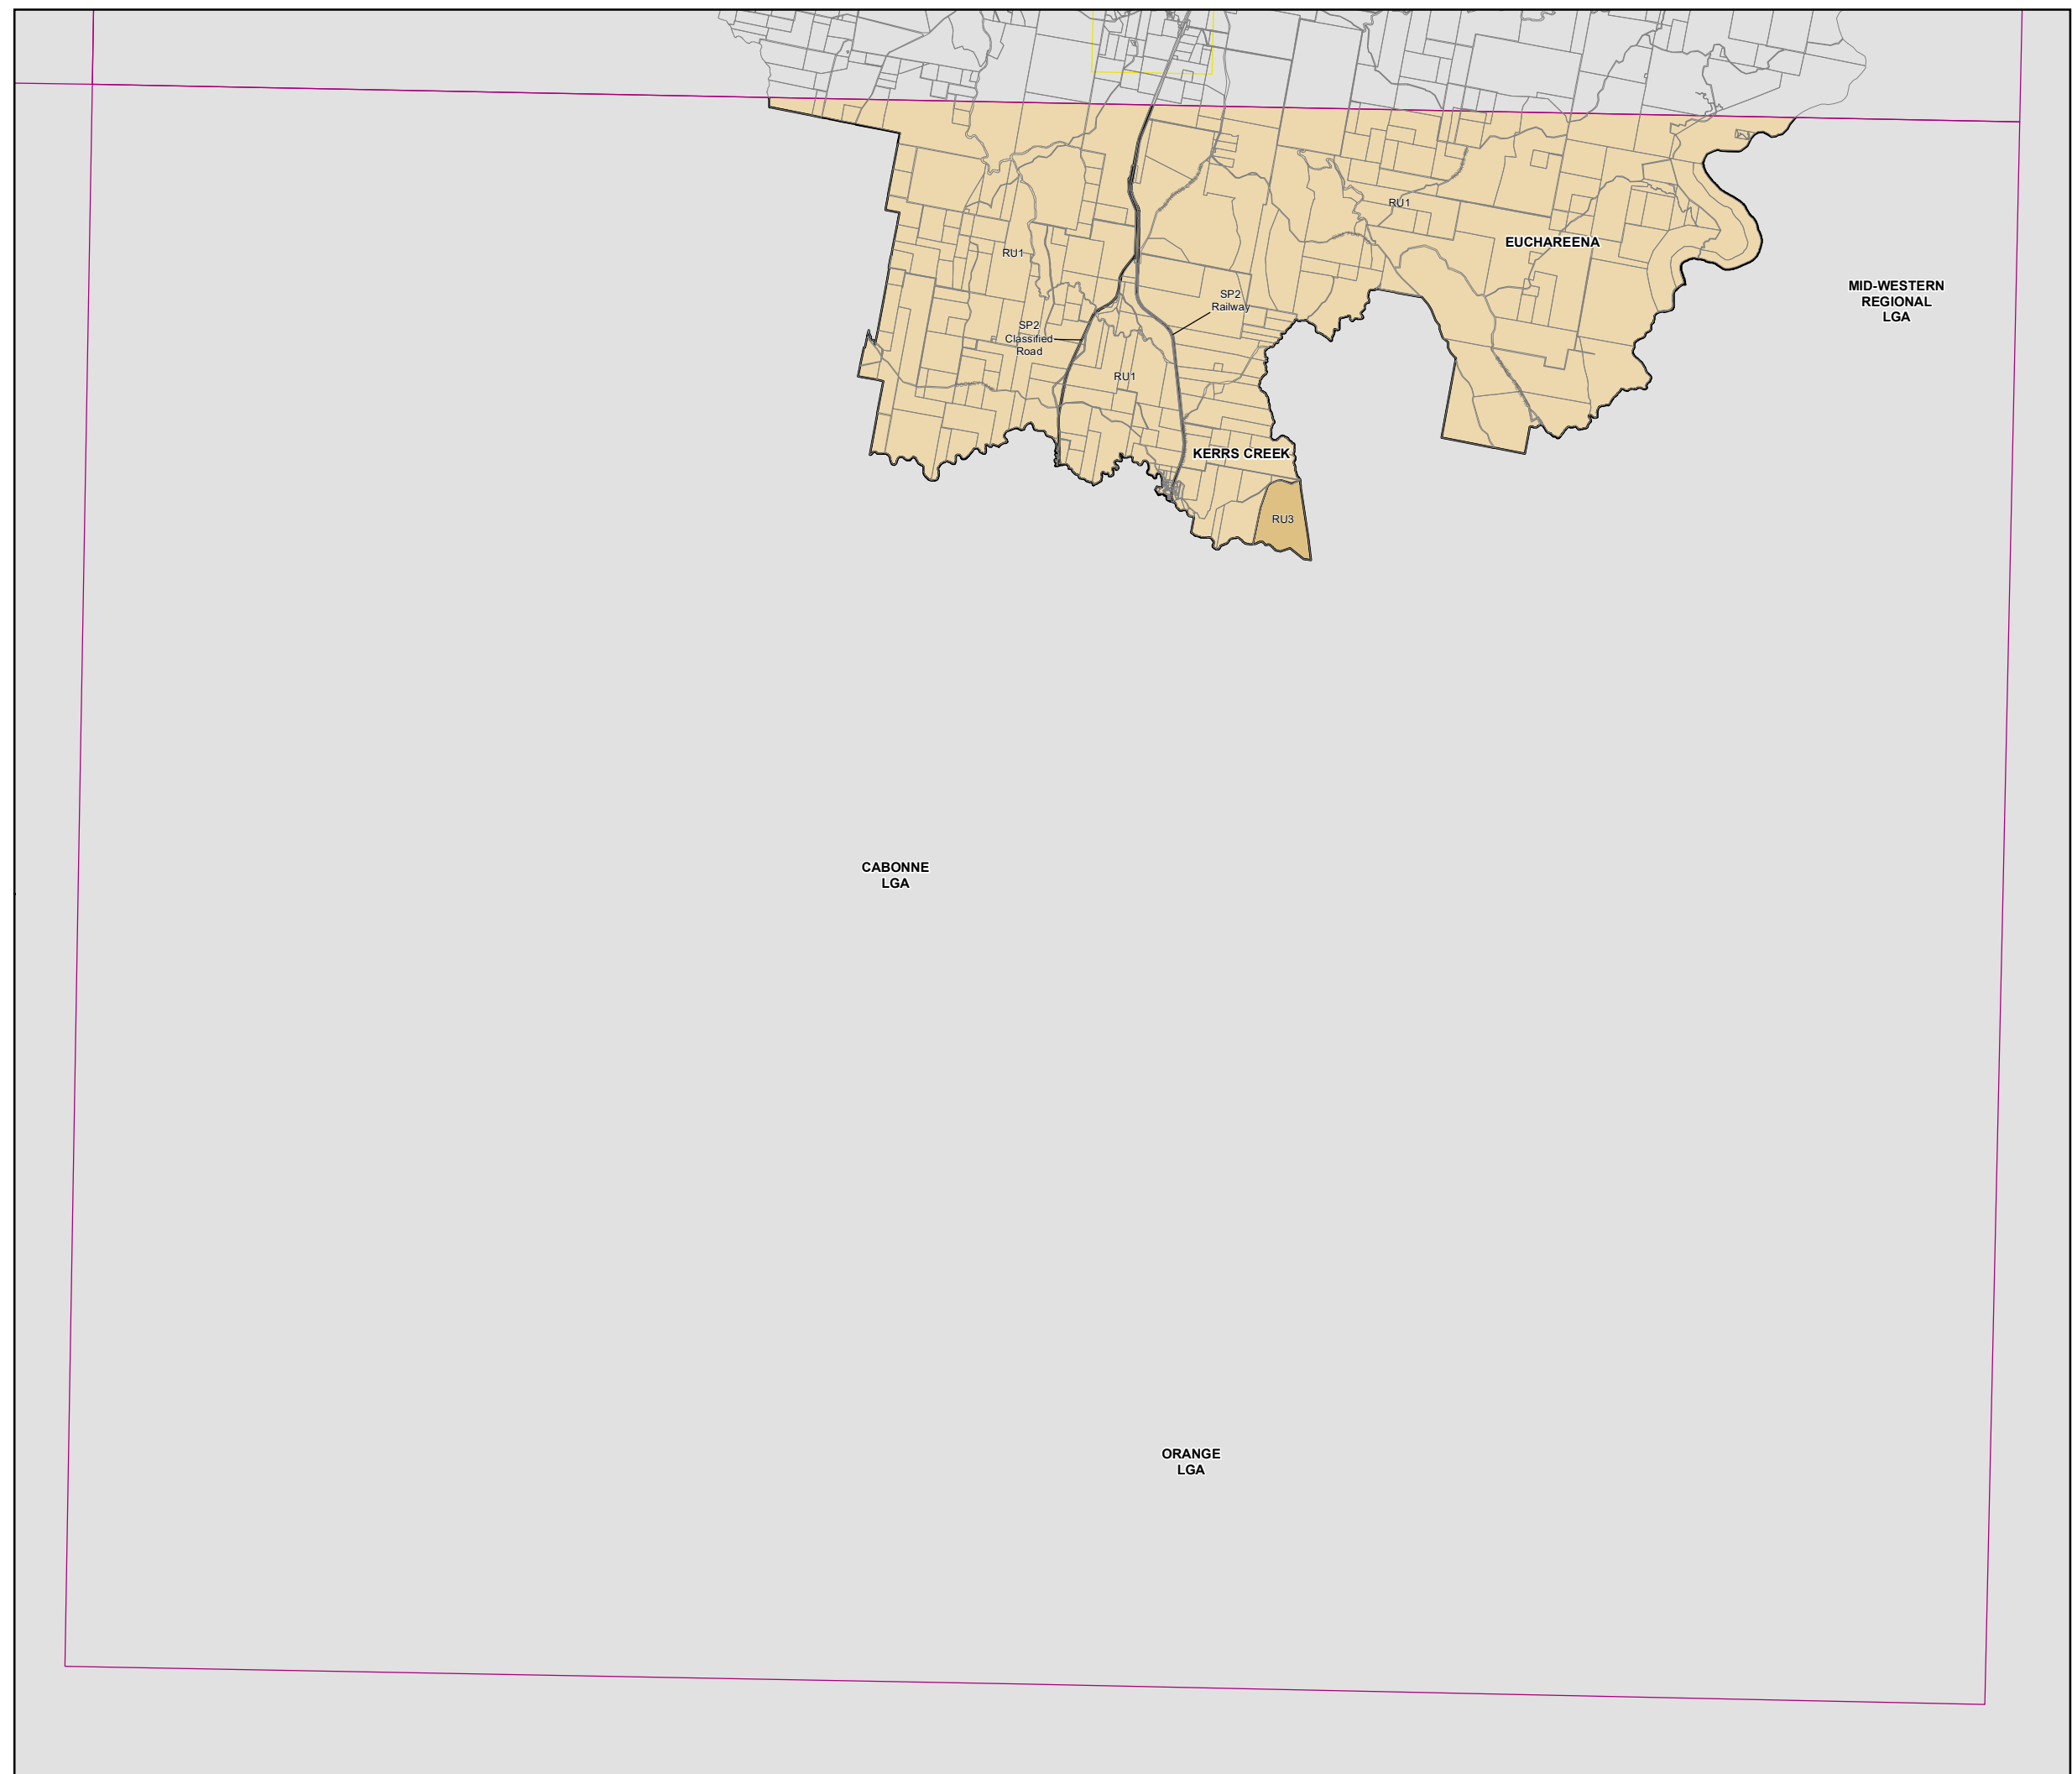 RU1
EUCHAREENA
RU1
MID-WESTERN
REGIONAL
LGA
SP2
Railway
SP2
Classified
Road
RU1
KERRS CREEK
RU3
CABONNE
LGA
ORANGE
LGA